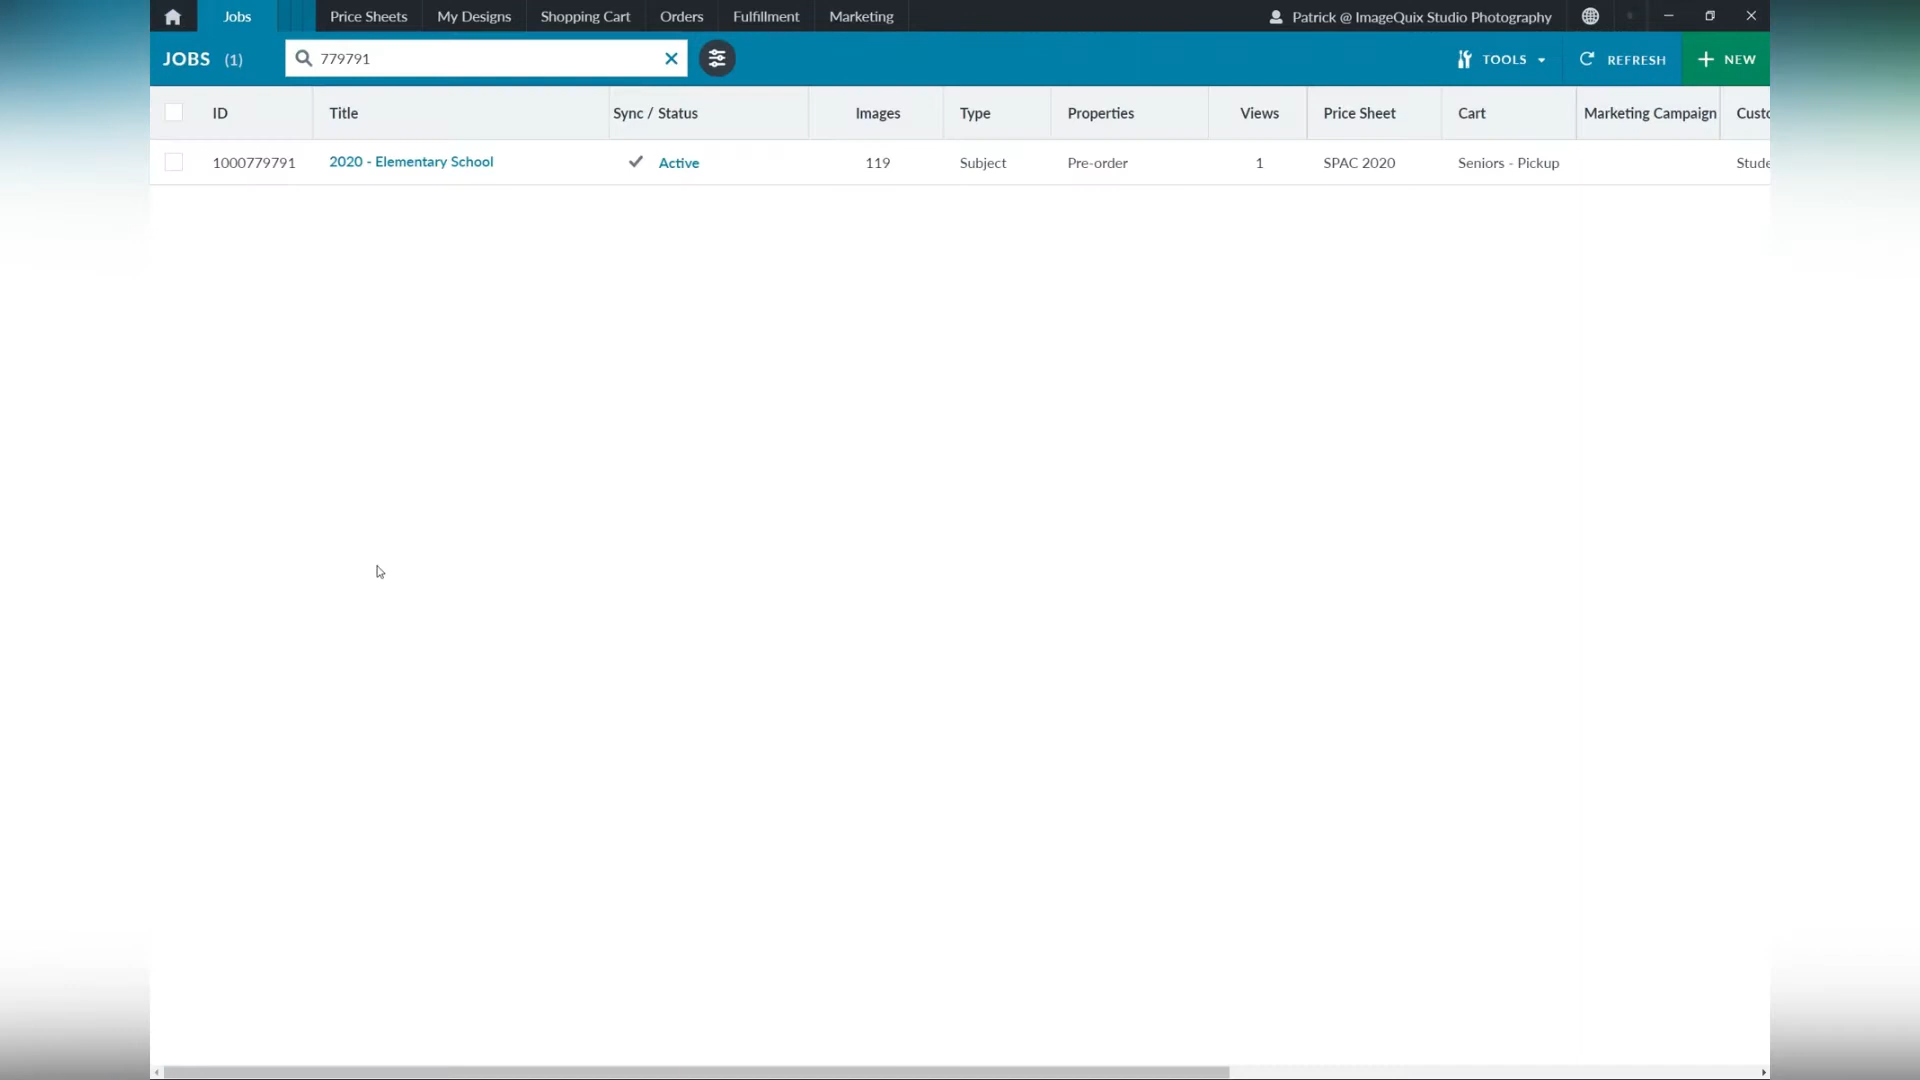 Jobs Price Sheets My Designs Shopping Cart Orders Fulfillment Marketing Patrick @ ImageQuix Studio Photography
JOBS (1) 779791 TOOLS REFRESH NEW
ID Title Sync / Status Images Type Properties Views Price Sheet Cart Marketing Campaign Custo
1000779791 2020 - Elementary School Active 119 Subject Pre-order 1 SPAC 2020 Seniors - Pickup Stude